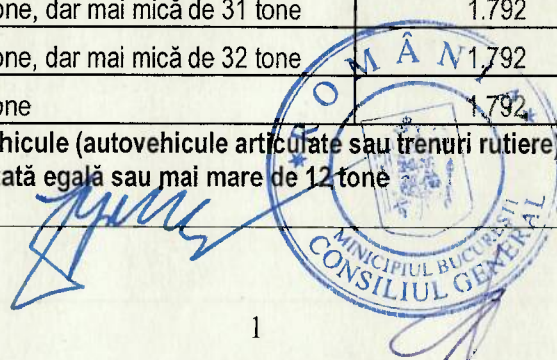 one, dar mai mică de 31 tone 1.792
one, dar mai mică de 32 tone 1.792
one 1.792
hicule (autovehicule articulate sau trenuri rutiere
ată egală sau mai mare de 12 tone
* ROMÂNIA *
MUNICIPIUL BUCUREŞTI
CONSILIUL GENERAL
1